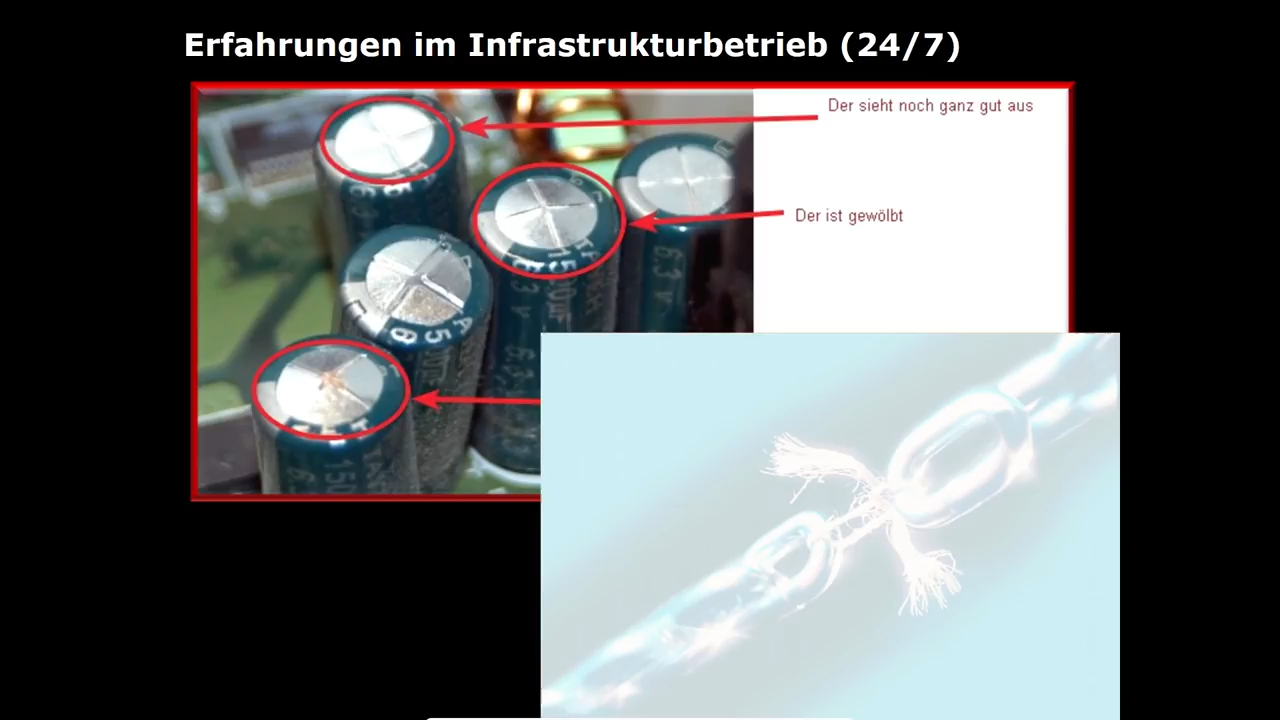 Erfahrungen im Infrastrukturbetrieb (24/7)
Der sieht noch ganz gut aus
Der ist gewölbt